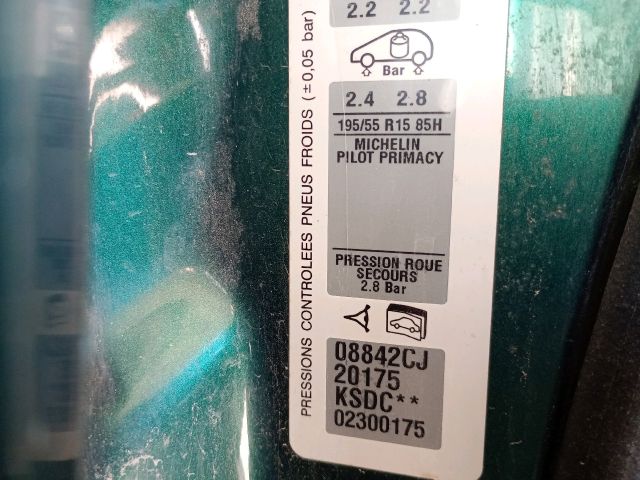 2.2 2.2
Bar
2.4 2.8
195/55 R15 85H
MICHELIN
PILOT PRIMACY
PRESSION ROUE
SECOURS
2.8 Bar
08842CJ
20175
KSDC**
02300175
PRESSIONS CONTROLEES PNEUS FROIDS (±0,05 bar)